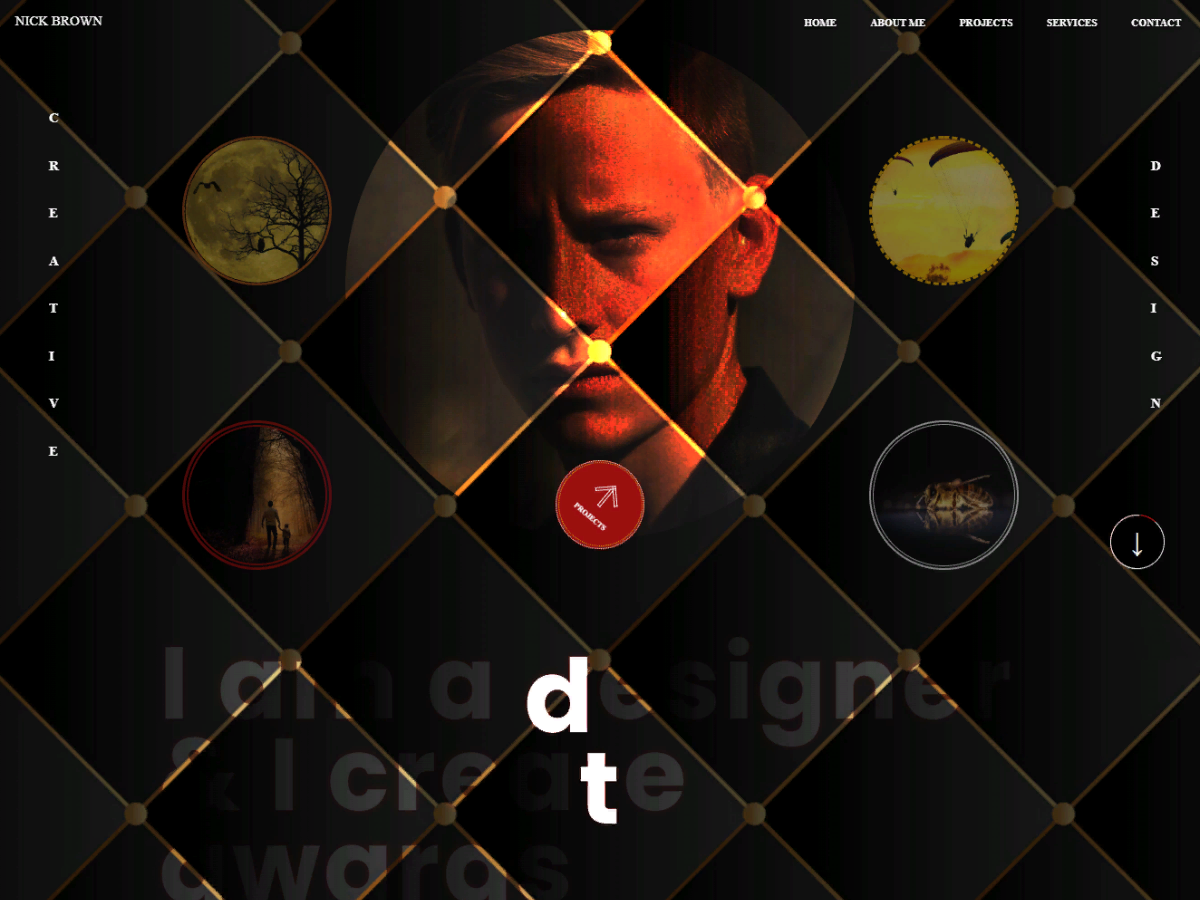 NICK BROWN
HOME ABOUT ME PROJECTS SERVICES CONTACT
CREATIVE
DESIGN
PROJECTS
I am a designer
& I create
awards